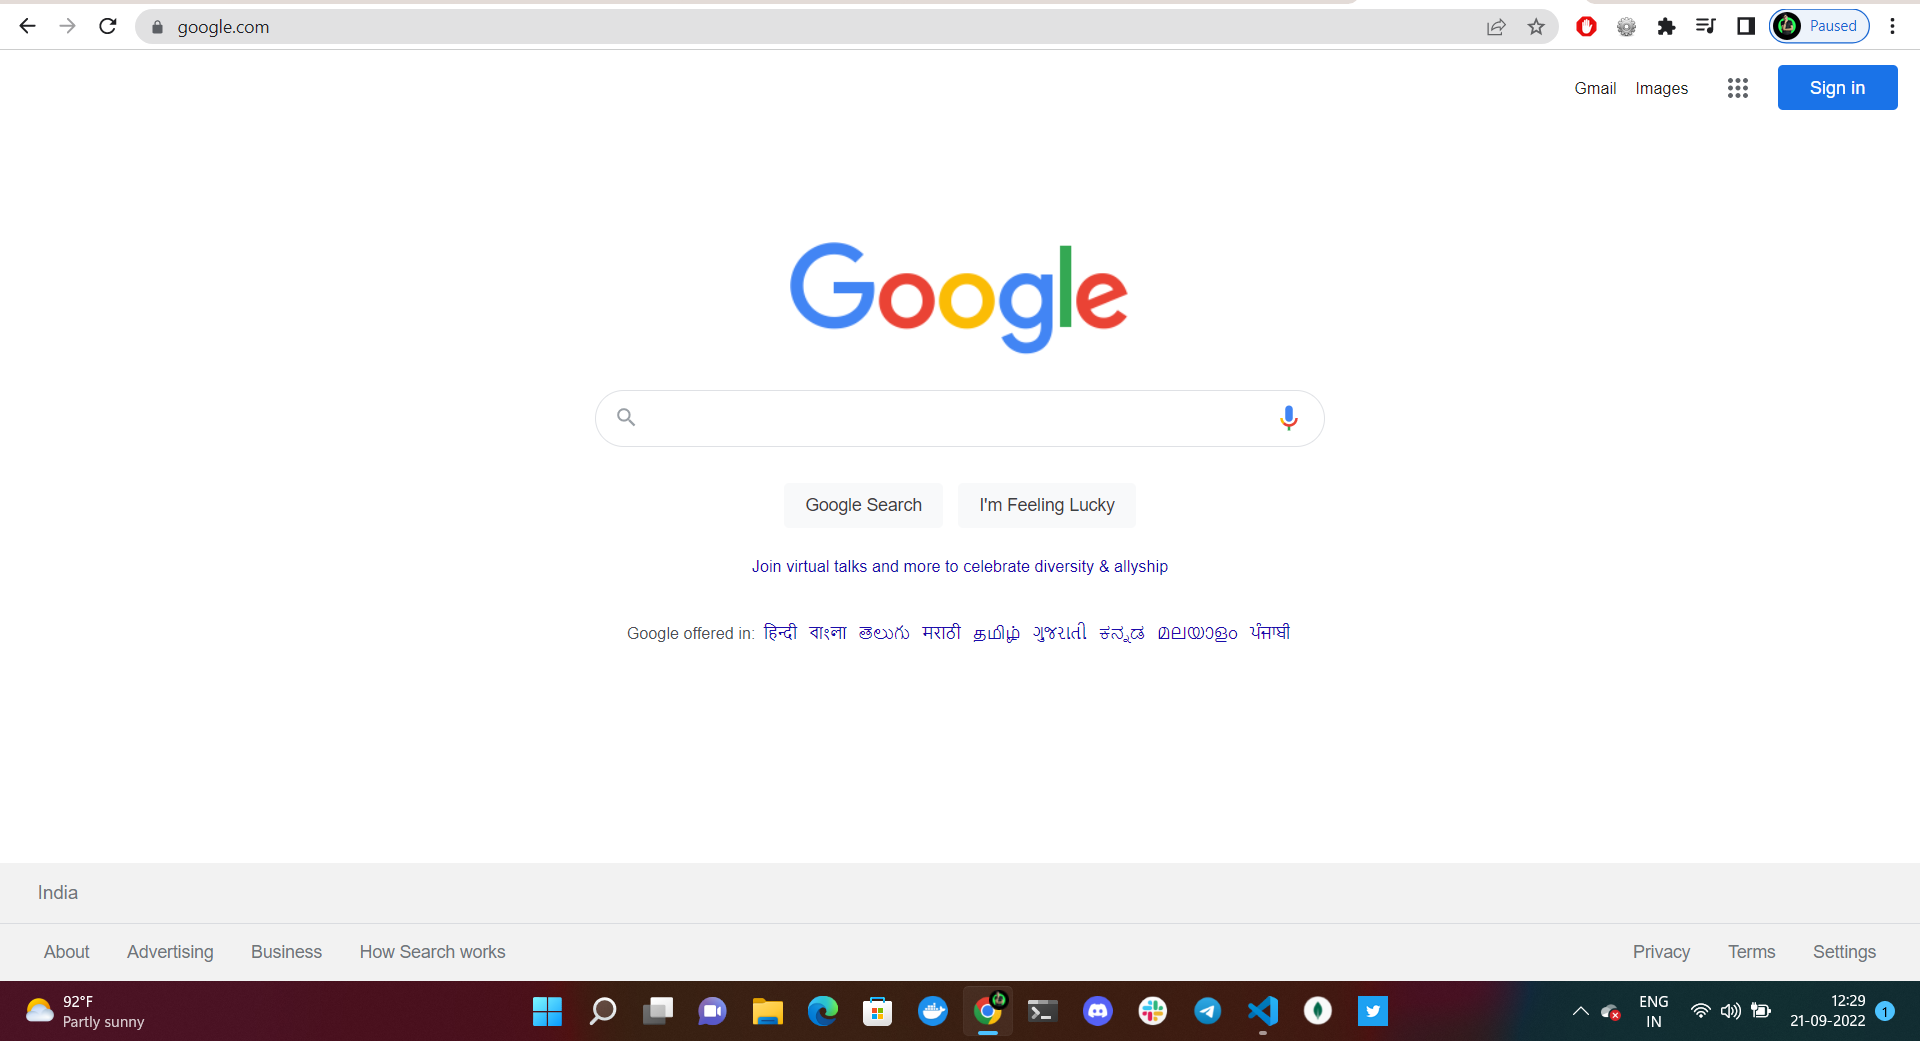 google.com
Paused
Gmail Images Sign in
Google
Google Search I'm Feeling Lucky
Join virtual talks and more to celebrate diversity & allyship
Google offered in: हिन्दी বাংলা తెలుగు मराठी தமிழ் ગુજરાતી ಕನ್ನಡ മലയാളം ਪੰਜਾਬੀ
India
About Advertising Business How Search works Privacy Terms Settings
92°F
Partly sunny
ENG
IN
12:29
21-09-2022
1